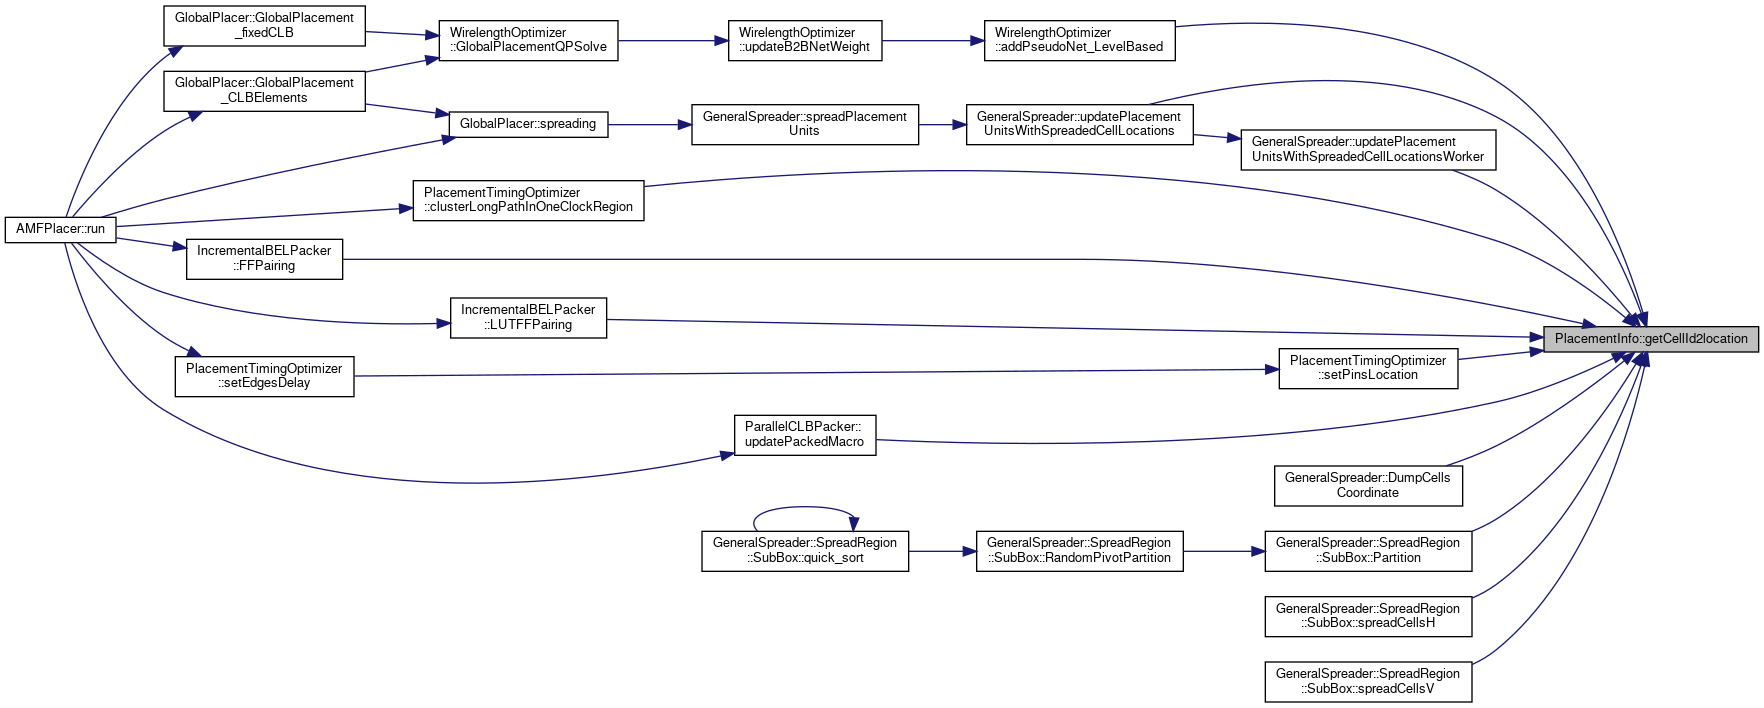 GlobalPlacer::GlobalPlacement
_fixedCLB
WirelengthOptimizer
::GlobalPlacementQPSolve
WirelengthOptimizer
::updateB2BNetWeight
WirelengthOptimizer
::addPseudoNet_LevelBased
GlobalPlacer::GlobalPlacement
_CLBElements
GlobalPlacer::spreading
GeneralSpreader::spreadPlacement
Units
GeneralSpreader::updatePlacement
UnitsWithSpreadedCellLocations
GeneralSpreader::updatePlacement
UnitsWithSpreadedCellLocationsWorker
PlacementTimingOptimizer
::clusterLongPathInOneClockRegion
AMFPlacer::run
IncrementalBELPacker
::FFPairing
IncrementalBELPacker
::LUTFFPairing
PlacementInfo::getCellId2location
PlacementTimingOptimizer
::setEdgesDelay
PlacementTimingOptimizer
::setPinsLocation
ParallelCLBPacker::
updatePackedMacro
GeneralSpreader::DumpCells
Coordinate
GeneralSpreader::SpreadRegion
::SubBox::quick_sort
GeneralSpreader::SpreadRegion
::SubBox::RandomPivotPartition
GeneralSpreader::SpreadRegion
::SubBox::Partition
GeneralSpreader::SpreadRegion
::SubBox::spreadCellsH
GeneralSpreader::SpreadRegion
::SubBox::spreadCellsV